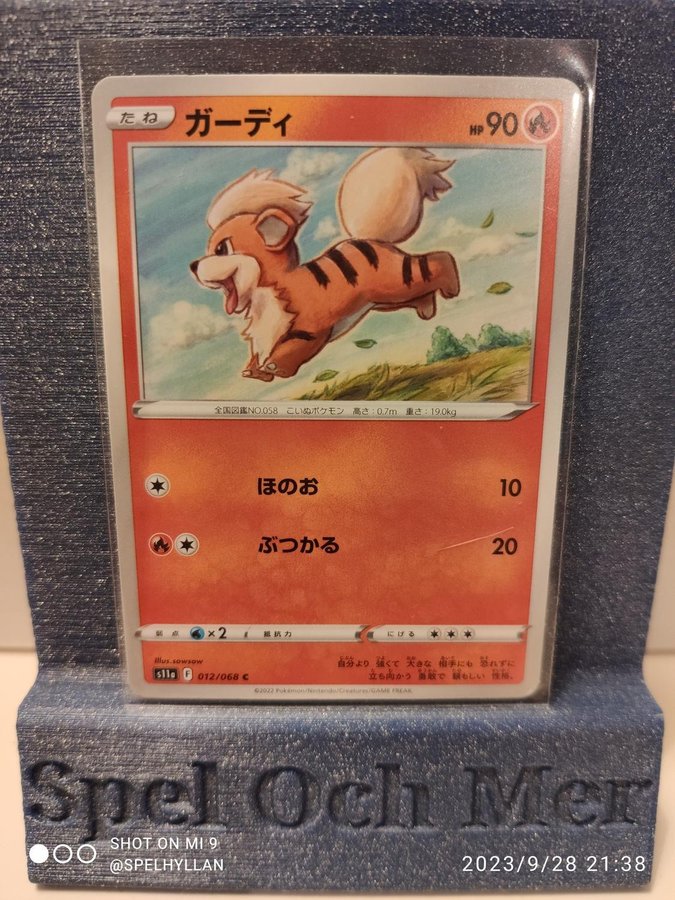 たね ガーディ HP 90
全国図鑑NO.058 こいぬポケモン 高さ:0.7m 重さ:19.0kg
ほのお 10
ぶつかる 20
弱点 ×2 抵抗力 にげる
Illus.sowsow
自分より 強くて 大きな 相手にも 恐れずに
立ち向かう 勇敢で 頼もしい 性格。
s11a F 012/068 C
©2022 Pokémon/Nintendo/Creatures/GAME FREAK
Spel Och Mer
SHOT ON MI 9
@SPELHYLLAN
2023/9/28 21:38